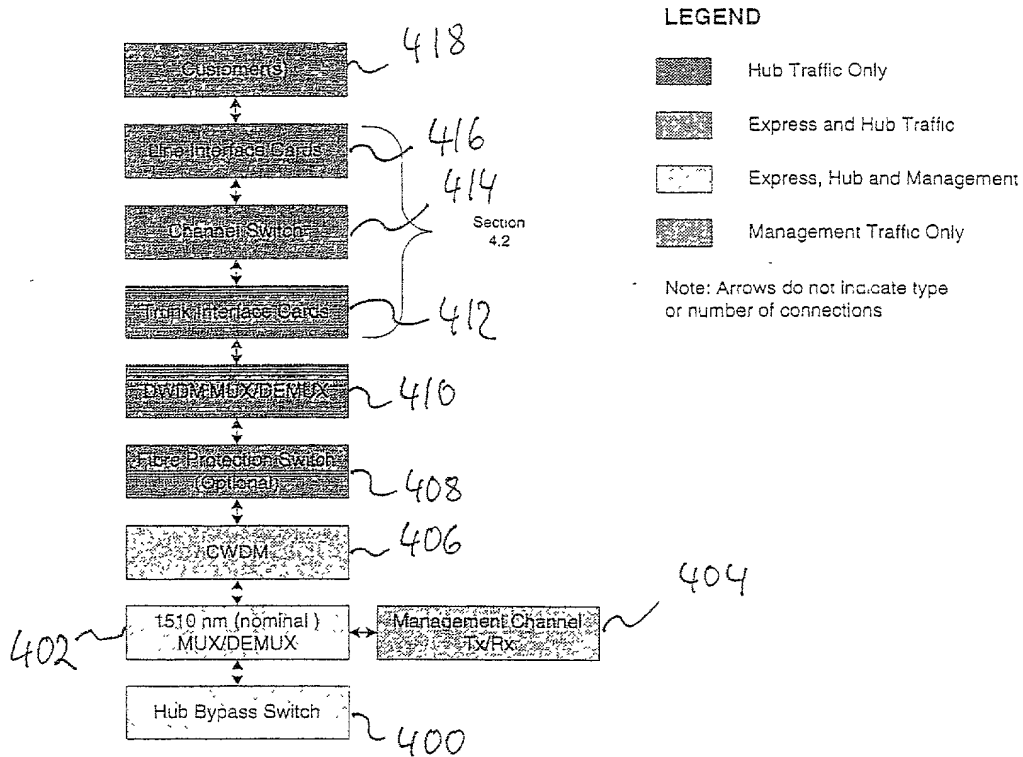 LEGEND
Hub Traffic Only
Express and Hub Traffic
Express, Hub and Management
Management Traffic Only
Note: Arrows do not indicate type
or number of connections
Customer(s)
418
Line Interface Cards
416
Channel Switch
414
Section
4.2
Trunk Interface Cards
412
DWDM MUX/DEMUX
410
Fibre Protection Switch
(Optional)
408
CWDM
406
1510 nm (nominal)
MUX/DEMUX
402
Management Channel
Tx/Rx
404
Hub Bypass Switch
400